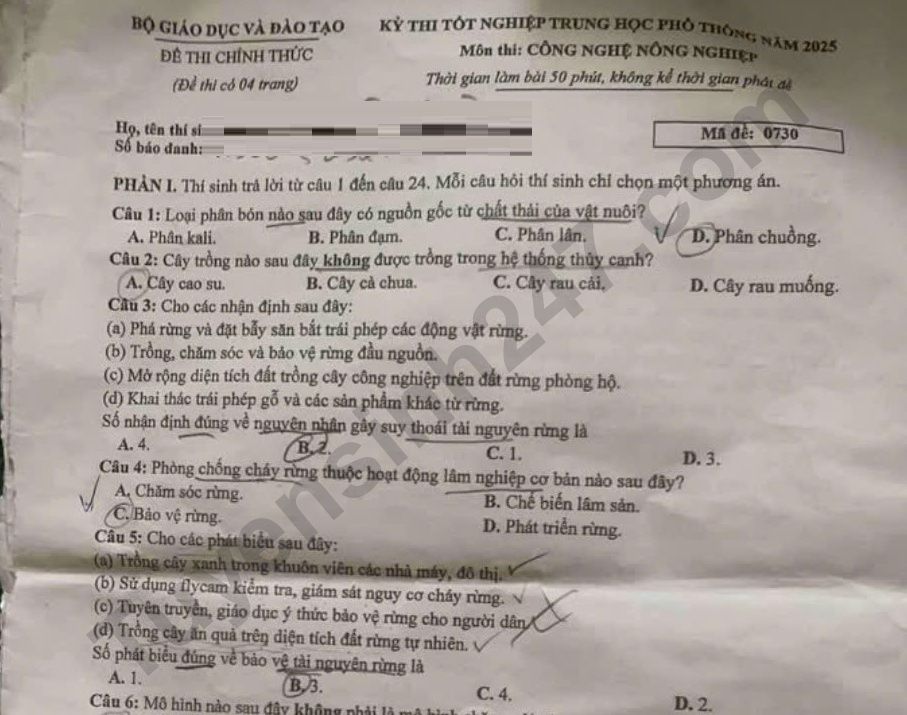 BỘ GIÁO DỤC VÀ ĐÀO TẠO
ĐỀ THI CHÍNH THỨC
(Đề thi có 04 trang)
KỲ THI TỐT NGHIỆP TRUNG HỌC PHỔ THÔNG NĂM 2025
Môn thi: CÔNG NGHỆ NÔNG NGHIỆP
Thời gian làm bài 50 phút, không kể thời gian phát đề
Họ, tên thí si
Số báo danh:
Mã đề: 0730
PHẦN I. Thí sinh trả lời từ câu 1 đến câu 24. Mỗi câu hỏi thí sinh chỉ chọn một phương án.
Câu 1: Loại phân bón nào sau đây có nguồn gốc từ chất thải của vật nuôi?
A. Phân kali. B. Phân đạm. C. Phân lân. D. Phân chuồng.
Câu 2: Cây trồng nào sau đây không được trồng trong hệ thống thủy canh?
A. Cây cao su. B. Cây cà chua. C. Cây rau cải. D. Cây rau muống.
Câu 3: Cho các nhận định sau đây:
(a) Phá rừng và đặt bẫy săn bắt trái phép các động vật rừng.
(b) Trồng, chăm sóc và bảo vệ rừng đầu nguồn.
(c) Mở rộng diện tích đất trồng cây công nghiệp trên đất rừng phòng hộ.
(d) Khai thác trái phép gỗ và các sản phẩm khác từ rừng.
Số nhận định đúng về nguyên nhân gây suy thoái tài nguyên rừng là
A. 4. B. 2. C. 1. D. 3.
Câu 4: Phòng chống cháy rừng thuộc hoạt động lâm nghiệp cơ bản nào sau đây?
A. Chăm sóc rừng. B. Chế biến lâm sản.
C. Bảo vệ rừng. D. Phát triển rừng.
Câu 5: Cho các phát biểu sau đây:
(a) Trồng cây xanh trong khuôn viên các nhà máy, đô thị.
(b) Sử dụng flycam kiểm tra, giám sát nguy cơ cháy rừng.
(c) Tuyên truyền, giáo dục ý thức bảo vệ rừng cho người dân.
(d) Trồng cây ăn quả trên diện tích đất rừng tự nhiên.
Số phát biểu đúng về bảo vệ tài nguyên rừng là
A. 1. B. 3. C. 4. D. 2.
Câu 6: Mô hình nào sau đây không phải là mô hình
tuyensinh247.com